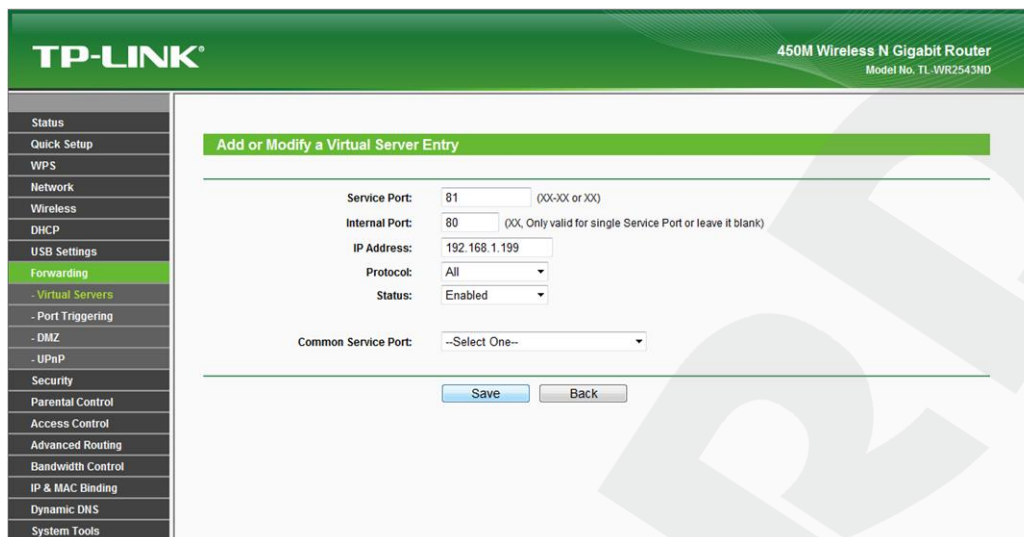 TP-LINK®
450M Wireless N Gigabit Router
Model No. TL-WR2543ND
Status
Quick Setup
WPS
Network
Wireless
DHCP
USB Settings
Forwarding
- Virtual Servers
- Port Triggering
- DMZ
- UPnP
Security
Parental Control
Access Control
Advanced Routing
Bandwidth Control
IP & MAC Binding
Dynamic DNS
System Tools
Add or Modify a Virtual Server Entry
Service Port: 81 (XX-XX or XX)
Internal Port: 80 (XX, Only valid for single Service Port or leave it blank)
IP Address: 192.168.1.199
Protocol: All
Status: Enabled
Common Service Port: --Select One--
Save Back